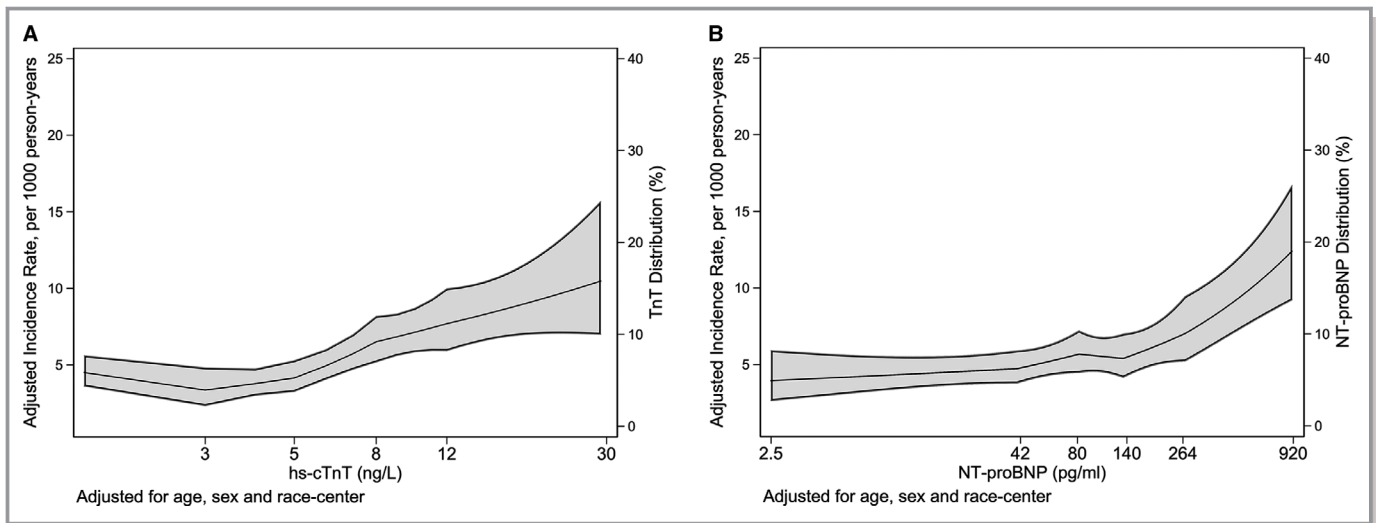 A
Adjusted Incidence Rate, per 1000 person-years
25
20
15
10
5
40
30
20
10
0
TnT Distribution (%)
3 5 8 12 30
hs-cTnT (ng/L)
Adjusted for age, sex and race-center
B
Adjusted Incidence Rate, per 1000 person-years
25
20
15
10
5
40
30
20
10
0
NT-proBNP Distribution (%)
2.5 42 80 140 264 920
NT-proBNP (pg/ml)
Adjusted for age, sex and race-center